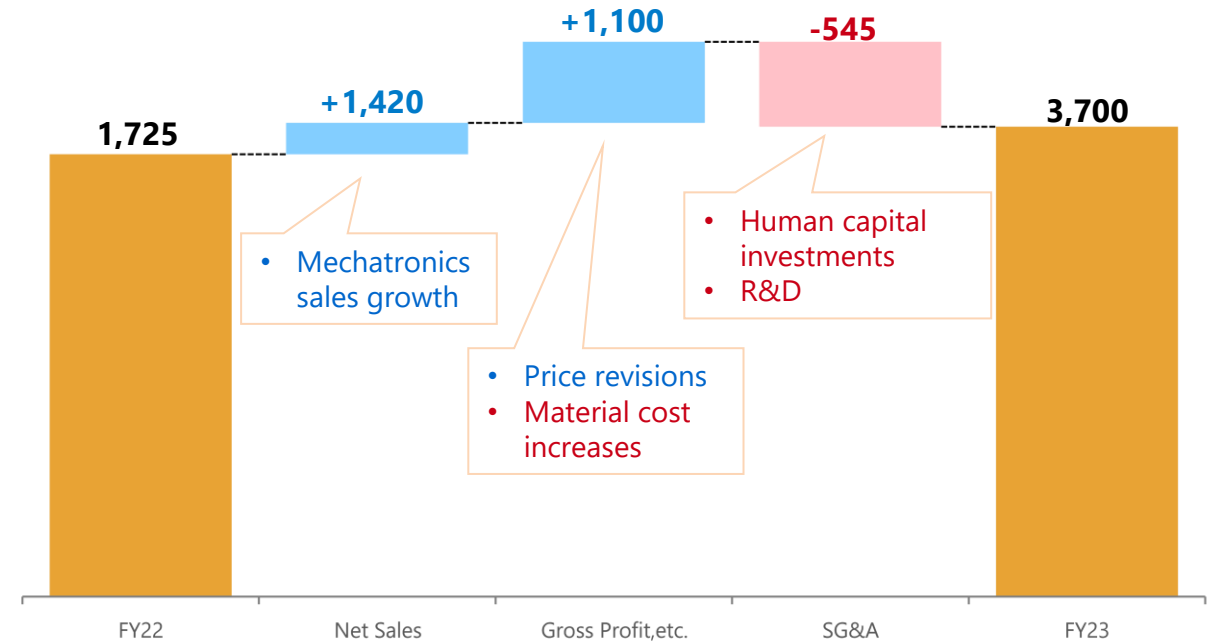 +1,100
-545
+1,420
3,700
1,725
• Human capital
investments
• R&D
• Mechatronics
sales growth
• Price revisions
• Material cost
increases
FY22
Net Sales
Gross Profit,etc.
SG&A
FY23